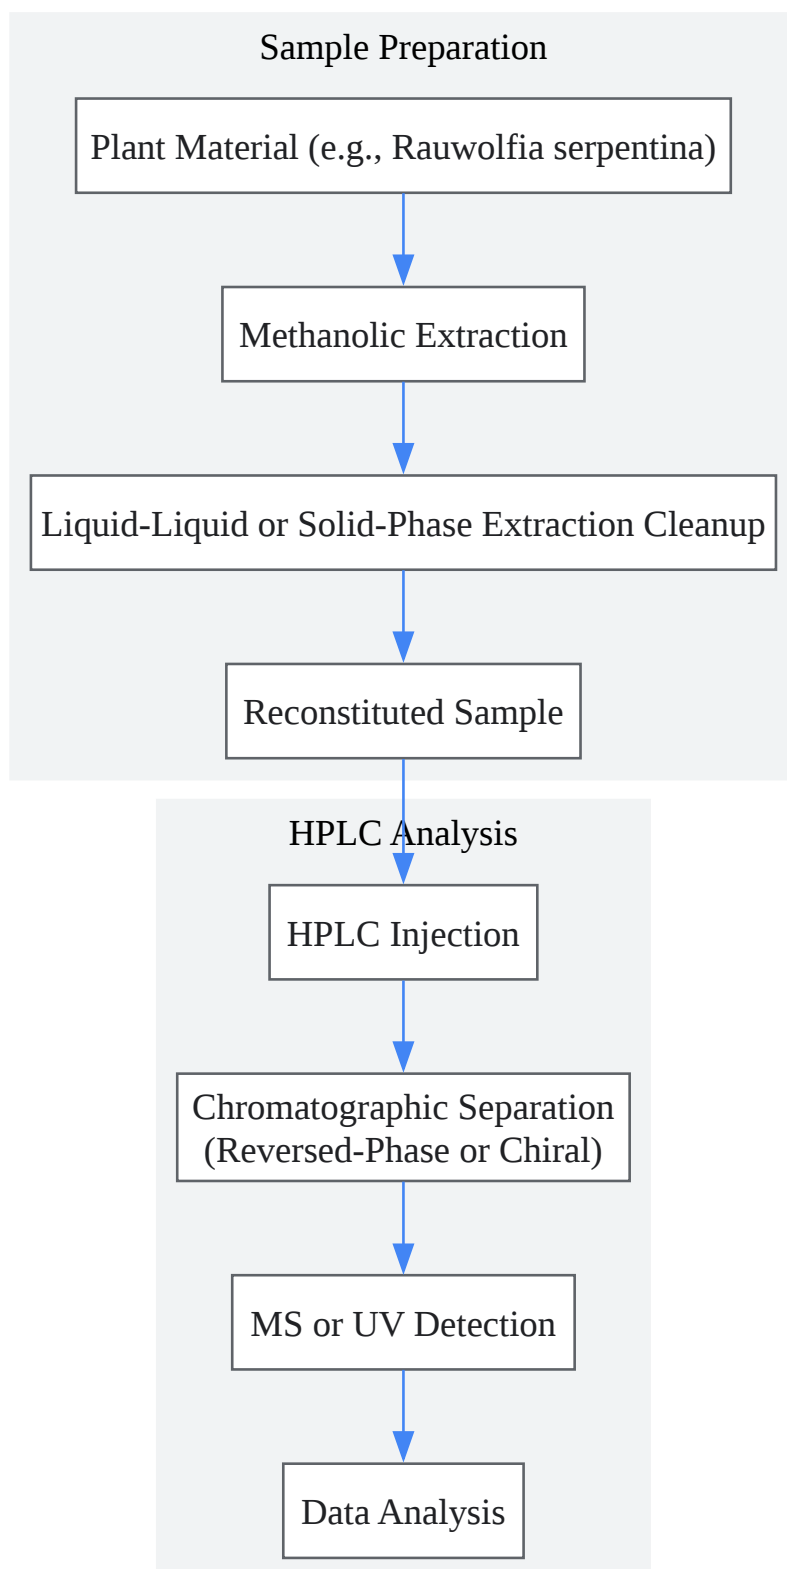 Sample Preparation
Plant Material (e.g., Rauwolfia serpentina)
Methanolic Extraction
Liquid-Liquid or Solid-Phase Extraction Cleanup
Reconstituted Sample
HPLC Analysis
HPLC Injection
Chromatographic Separation
(Reversed-Phase or Chiral)
MS or UV Detection
Data Analysis